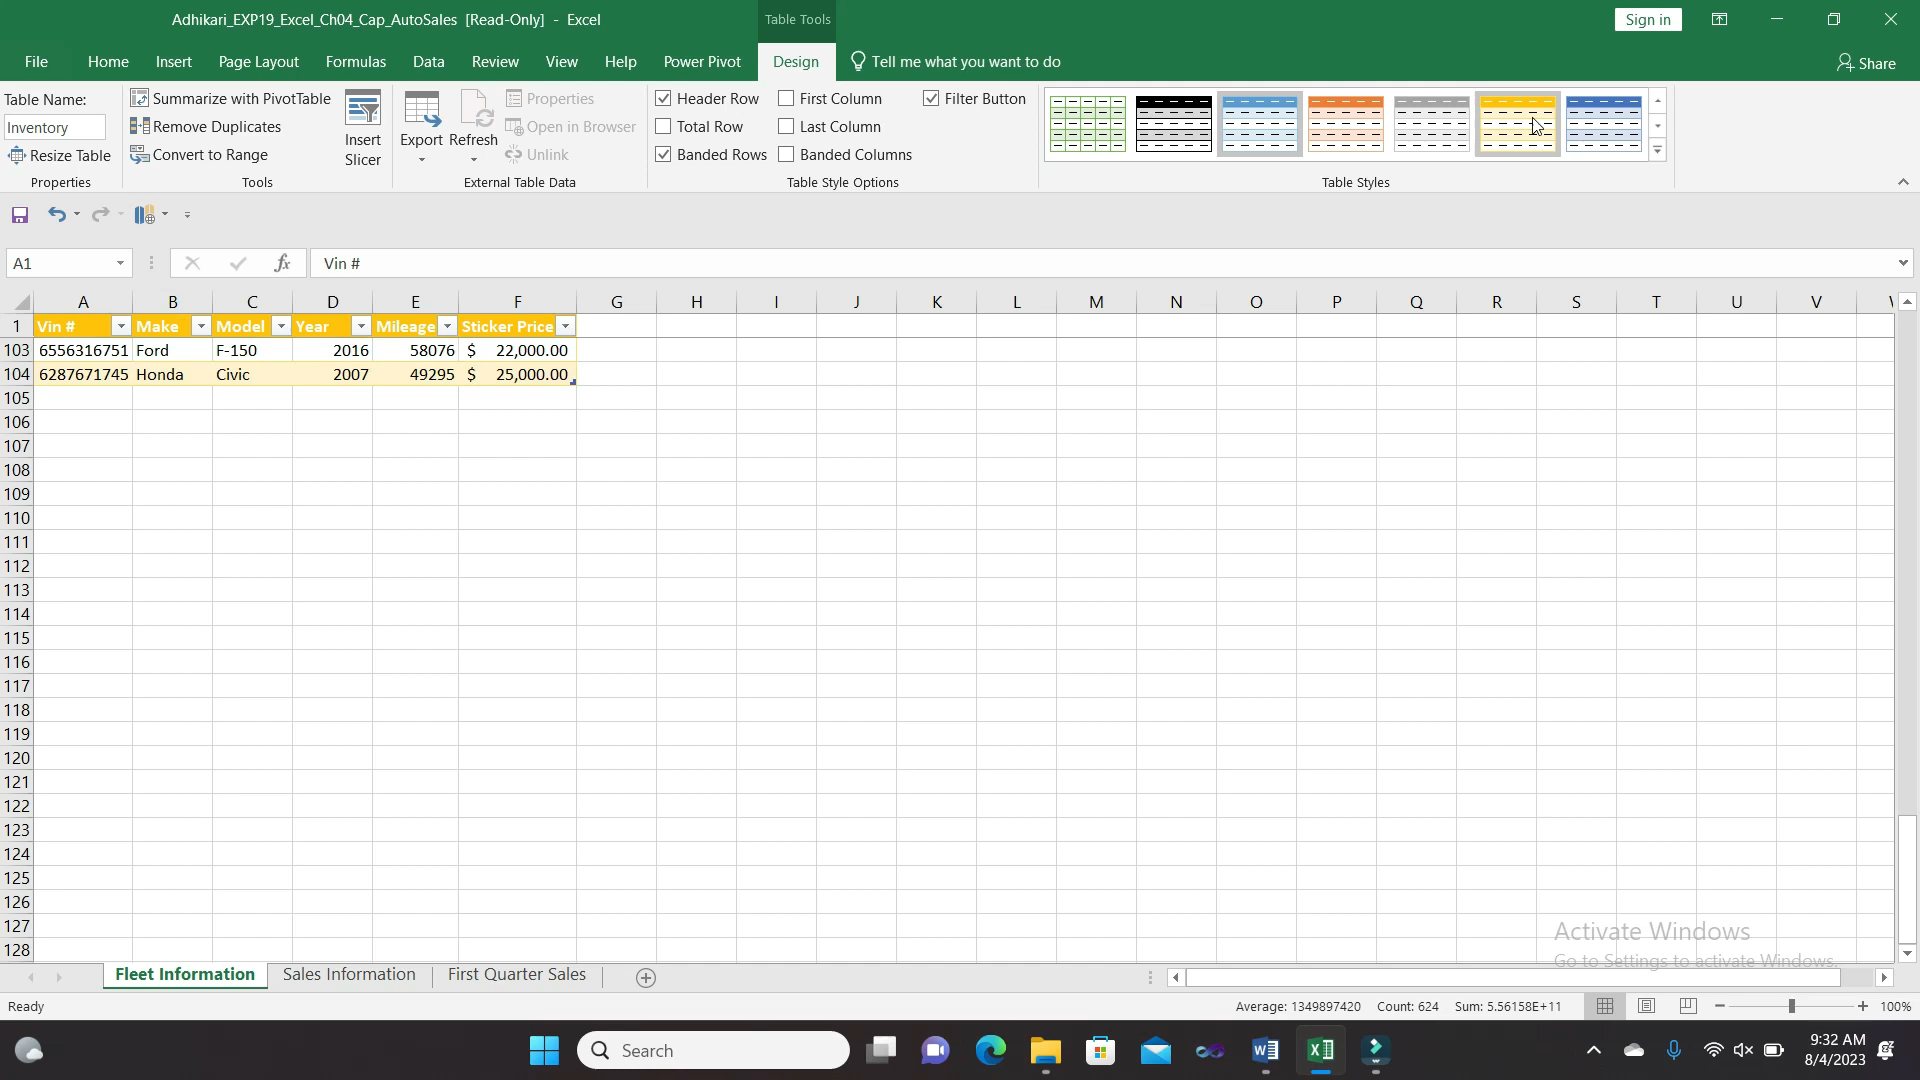 Adhikari_EXP19_Excel_Ch04_Cap_AutoSales [Read-Only] - Excel
Table Tools
Sign in
File Home Insert Page Layout Formulas Data Review View Help Power Pivot Design Tell me what you want to do Share
Table Name:
Inventory
Resize Table
Properties
Summarize with PivotTable
Remove Duplicates
Convert to Range
Tools
Insert
Slicer
Export
Refresh
Properties
Open in Browser
Unlink
External Table Data
Header Row
Total Row
Banded Rows
First Column
Last Column
Banded Columns
Filter Button
Table Style Options
Table Styles
A1 fx Vin #
A B C D E F G H I J K L M N O P Q R S T U V
1 Vin # Make Model Year Mileage Sticker Price
103 6556316751 Ford F-150 2016 58076 $ 22,000.00
104 6287671745 Honda Civic 2007 49295 $ 25,000.00
105
106
107
108
109
110
111
112
113
114
115
116
117
118
119
120
121
122
123
124
125
126
127
128
Activate Windows
Go to Settings to activate Windows.
Fleet Information Sales Information First Quarter Sales
Ready Average: 1349897420 Count: 624 Sum: 5.56158E+11 100%
Search
9:32 AM
8/4/2023